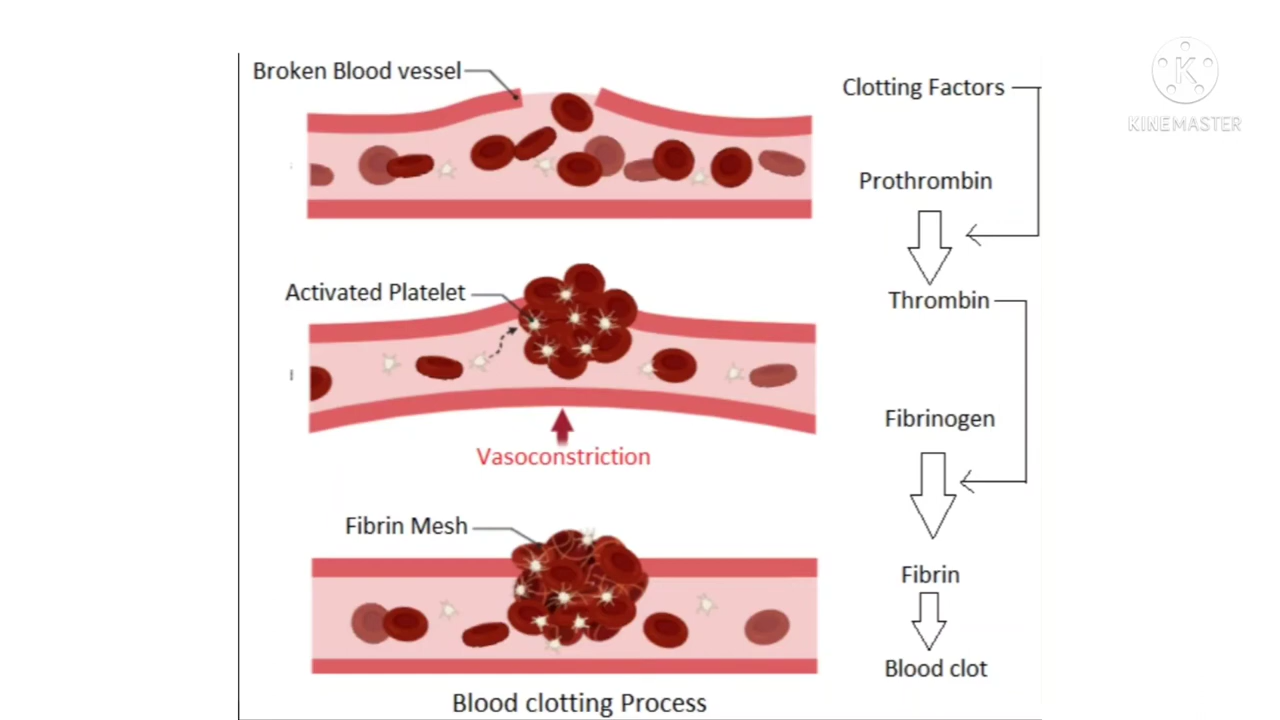 Broken Blood vessel
Activated Platelet
Vasoconstriction
Fibrin Mesh
Blood clotting Process
Clotting Factors
Prothrombin
Thrombin
Fibrinogen
Fibrin
Blood clot
K
KINEMASTER